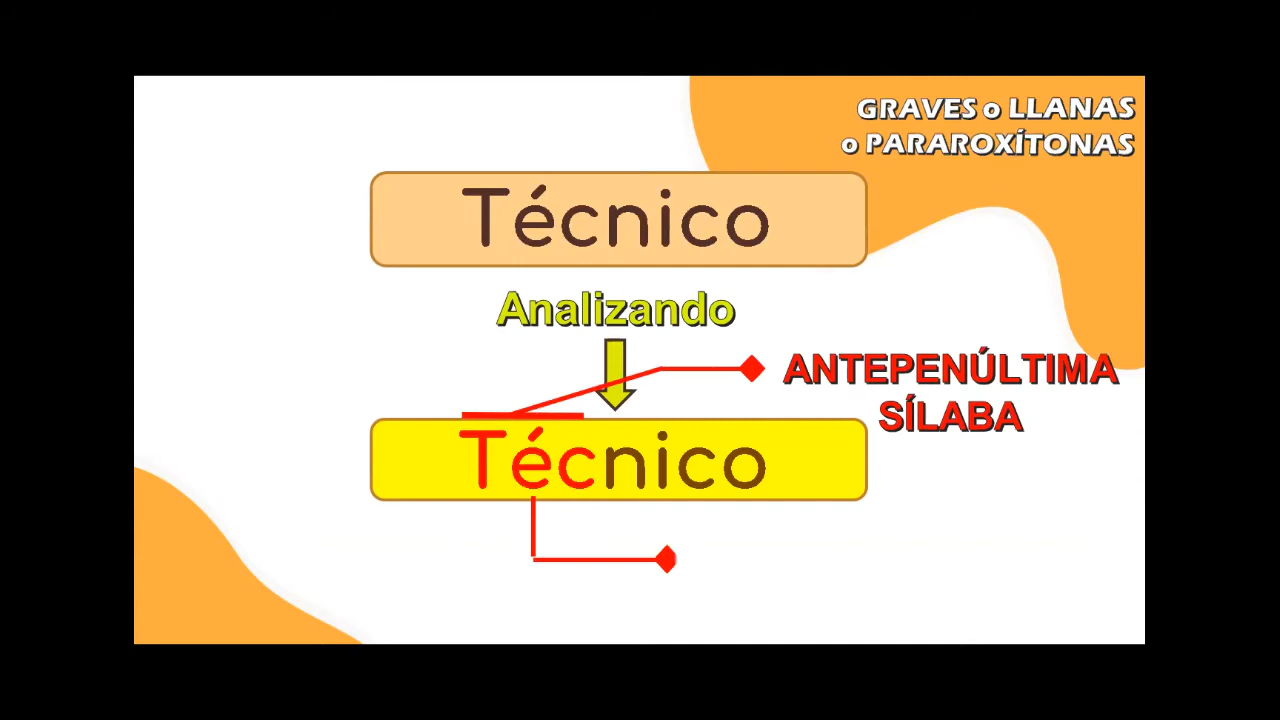 GRAVES o LLANAS
o PARAROXÍTONAS
Técnico
Analizando
ANTEPENÚLTIMA
SÍLABA
Técnico